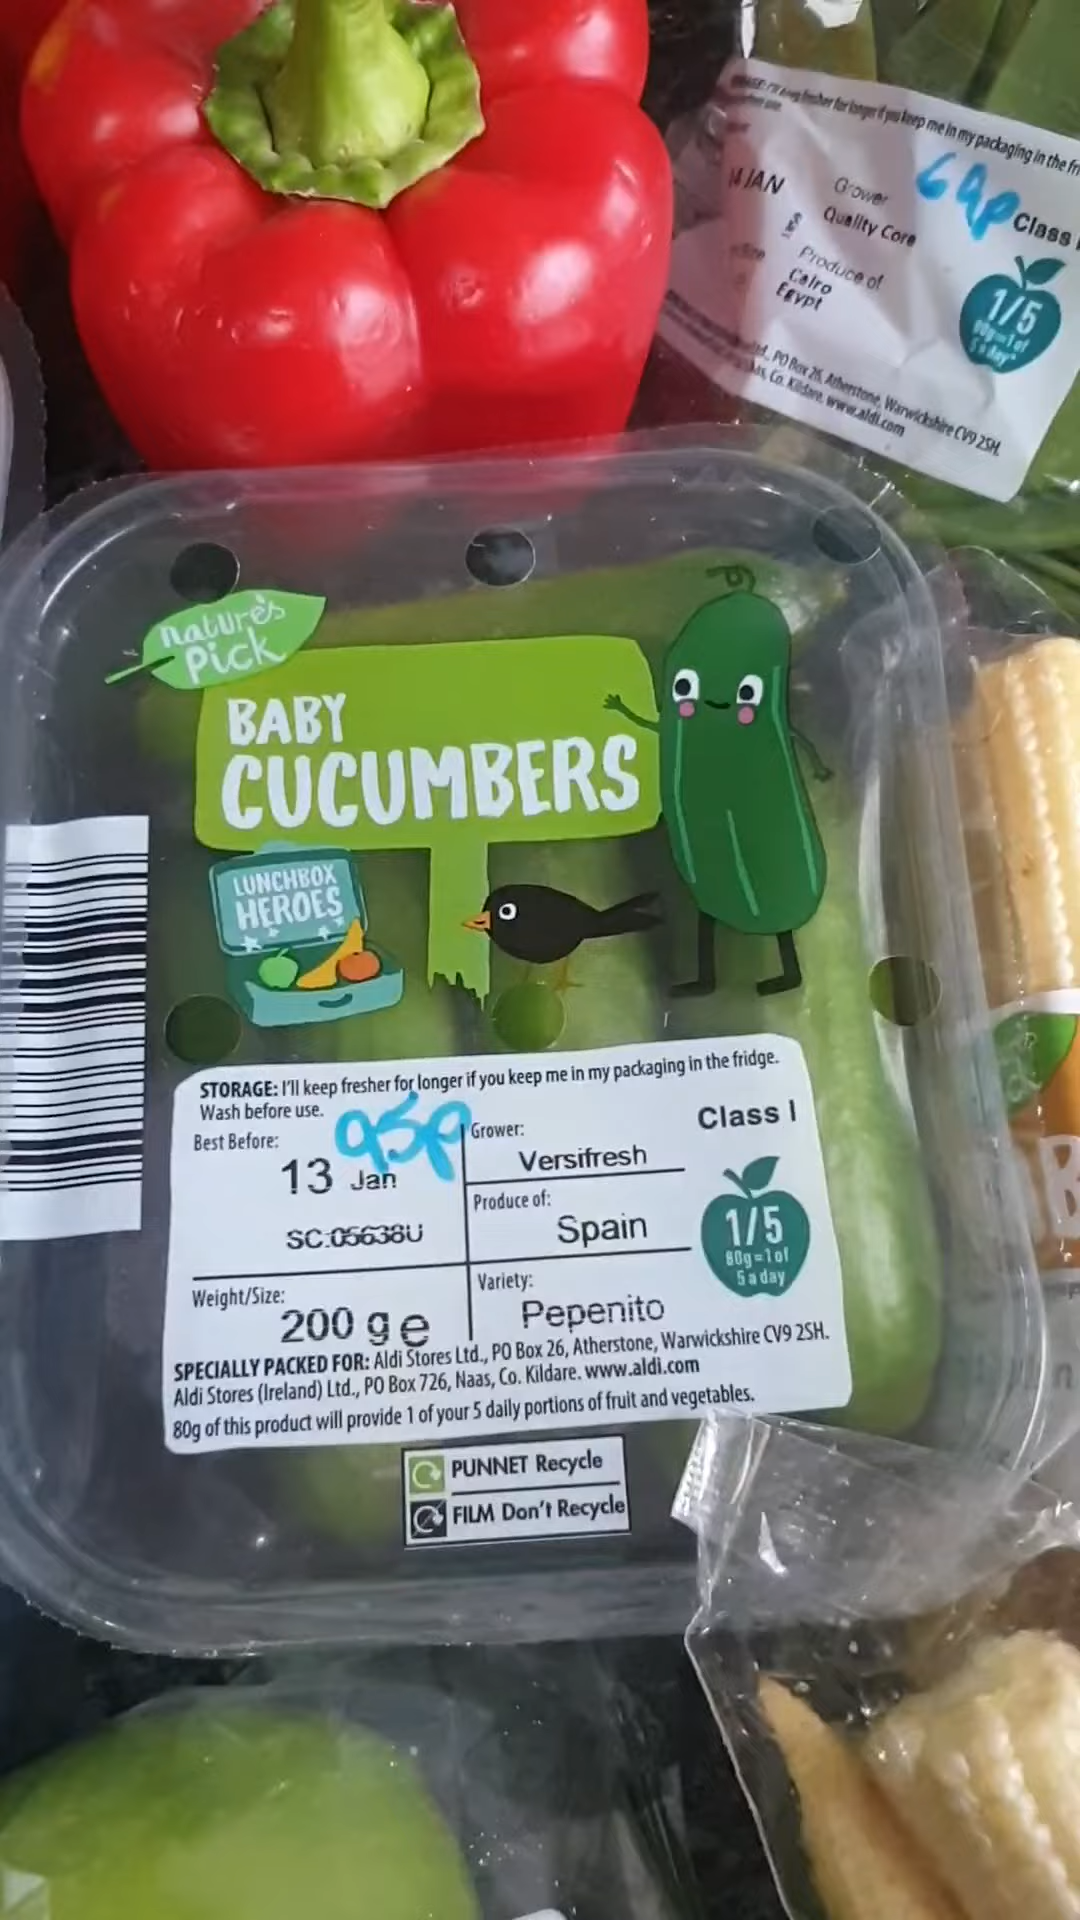 fresher for longer if you keep me in my packaging in the
14 JAN
Grower
69p
Class
Quality Core
Produce of
Cairo
Egypt
1/5
80g=1 of
5 a day*
PO Box 26, Atherstone, Warwickshire CV9 2SH.
Co. Kildare. www.aldi.com
nature's
pick
BABY
CUCUMBERS
LUNCHBOX
HEROES
STORAGE: I'll keep fresher for longer if you keep me in my packaging in the fridge.
Wash before use.
95p
Best Before:
13 Jan
SC:05638U
Grower:
Versifresh
Class I
Produce of:
Spain
1/5
80g=1 of
5 a day
Weight/Size:
200 g e
Variety:
Pepenito
SPECIALLY PACKED FOR: Aldi Stores Ltd., PO Box 26, Atherstone, Warwickshire CV9 2SH.
Aldi Stores (Ireland) Ltd., PO Box 726, Naas, Co. Kildare. www.aldi.com
80g of this product will provide 1 of your 5 daily portions of fruit and vegetables.
PUNNET Recycle
FILM Don't Recycle